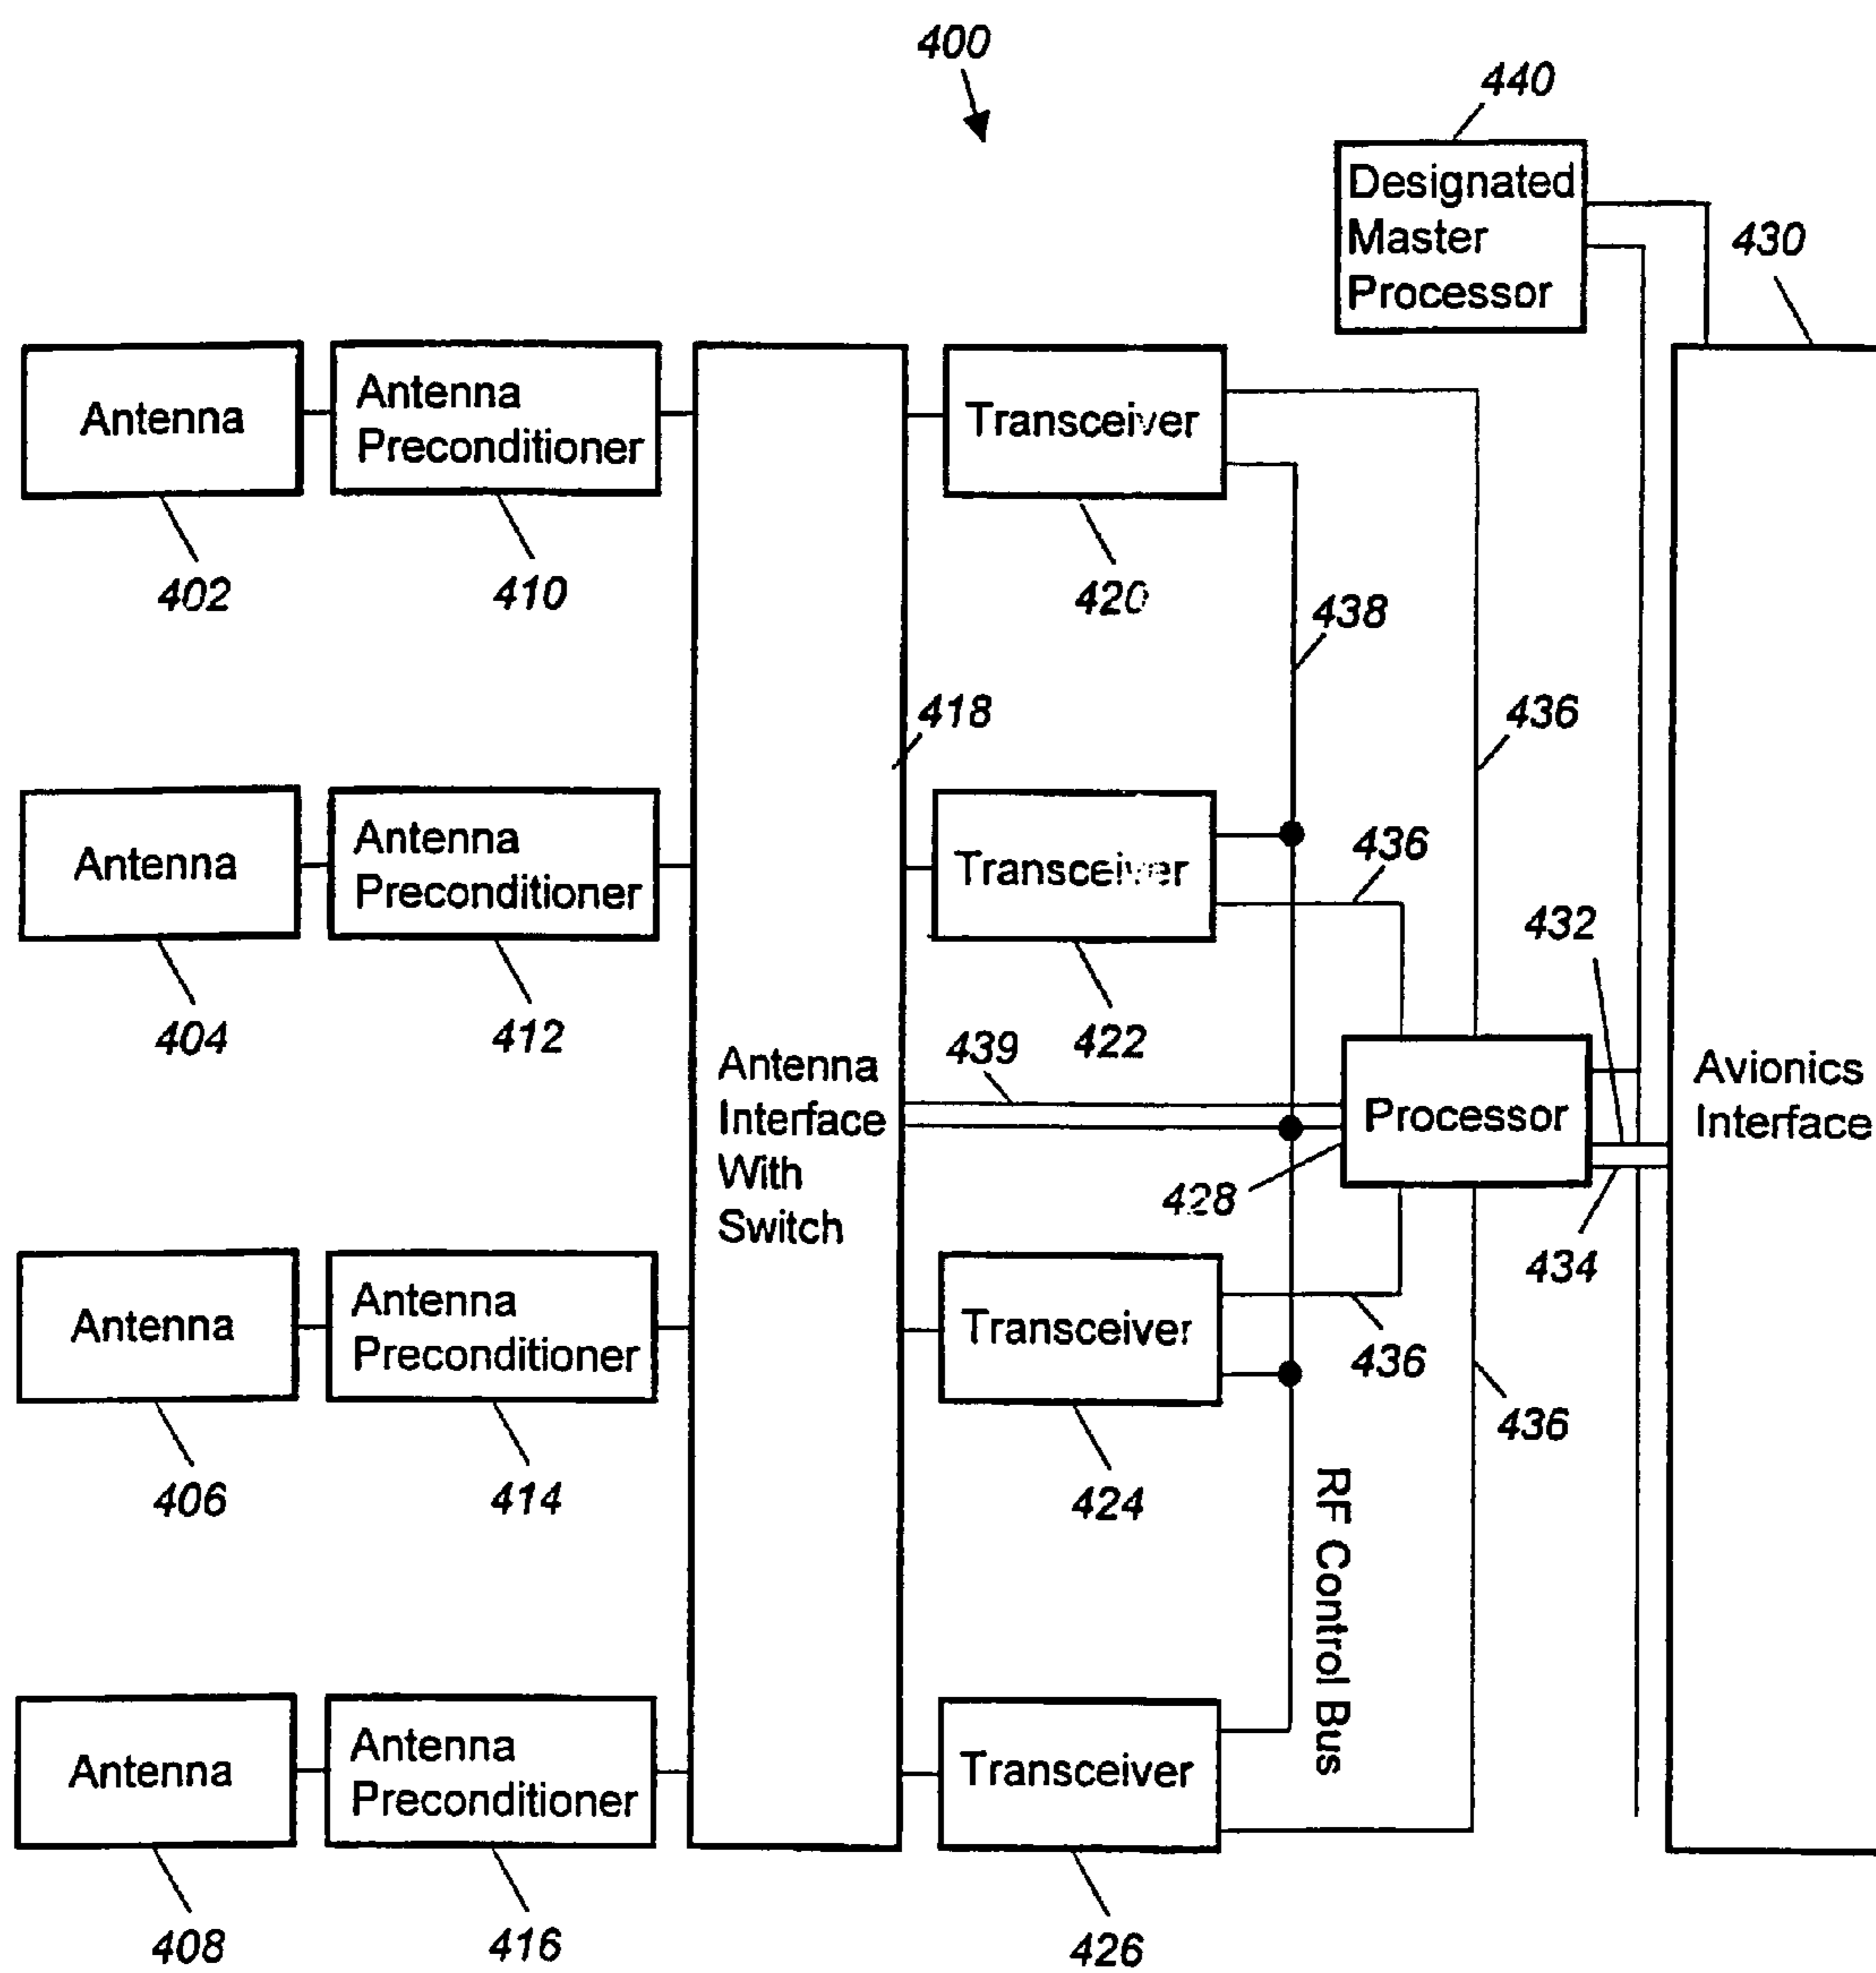 400
440
Designated
Master
Processor
430
Antenna
Antenna
Preconditioner
Transceiver
402
410
420
438
418
436
Antenna
Antenna
Preconditioner
Transceiver
436
432
404
412
422
439
Antenna
Interface
With
Switch
Processor
Avionics
Interface
428
434
Antenna
Antenna
Preconditioner
Transceiver
436
436
406
414
424
RF Control Bus
Antenna
Antenna
Preconditioner
Transceiver
408
416
426